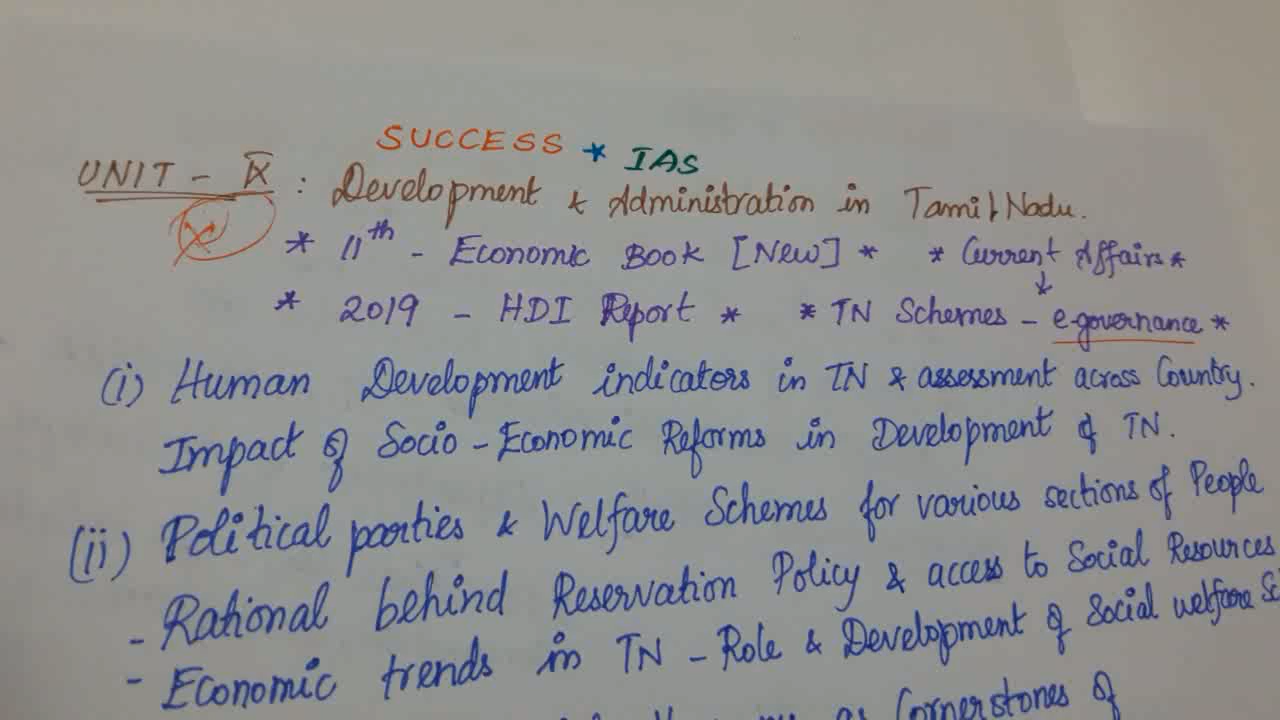 SUCCESS * IAS
UNIT - IX : Development & Administration in Tamil Nadu.
* 11th - Economic Book [New] * * Current Affairs *
* 2019 - HDI Report * * TN Schemes - e-governance *
(i) Human Development indicators in TN & assessment across Country.
Impact of Socio-Economic Reforms in Development of TN.
(ii) Political parties & Welfare Schemes for various sections of People
- Rational behind Reservation Policy & access to Social Resources
- Economic trends in TN - Role & Development of Social welfare Sc
as Cornerstones of